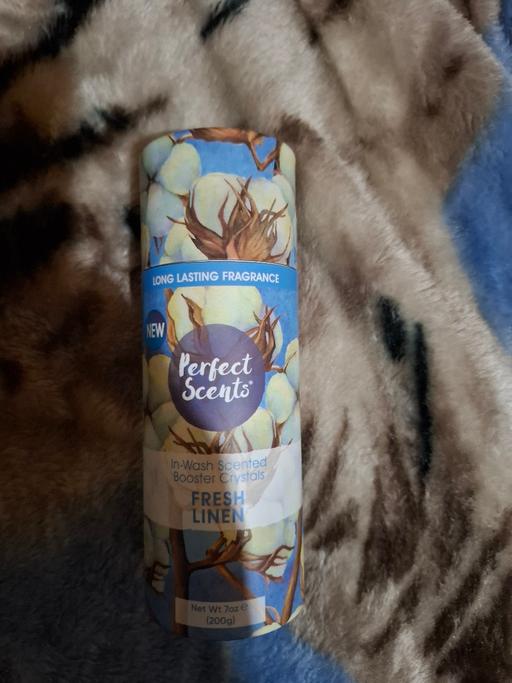 LONG LASTING FRAGRANCE
NEW
Perfect
Scents®
In-Wash Scented
Booster Crystals
FRESH
LINEN
Net Wt 7oz ℮
(200g)